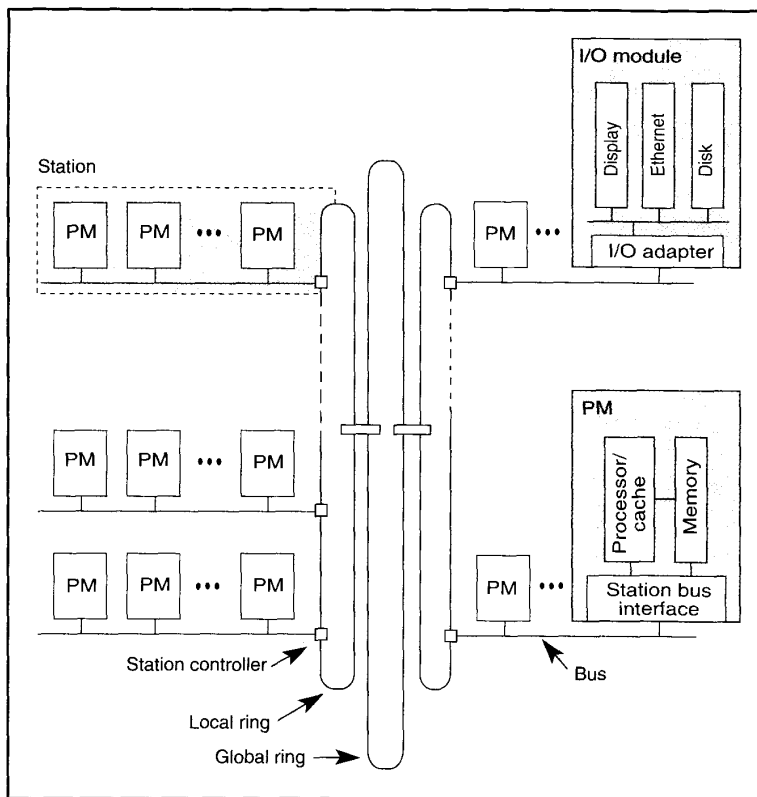 I/O module
Display
Ethernet
Disk
I/O adapter
Station
PM
PM
•••
PM
PM
•••
PM
PM
PM
•••
PM
Processor/
cache
Memory
Station bus
interface
PM
PM
•••
PM
PM
•••
Station controller
Bus
Local ring
Global ring